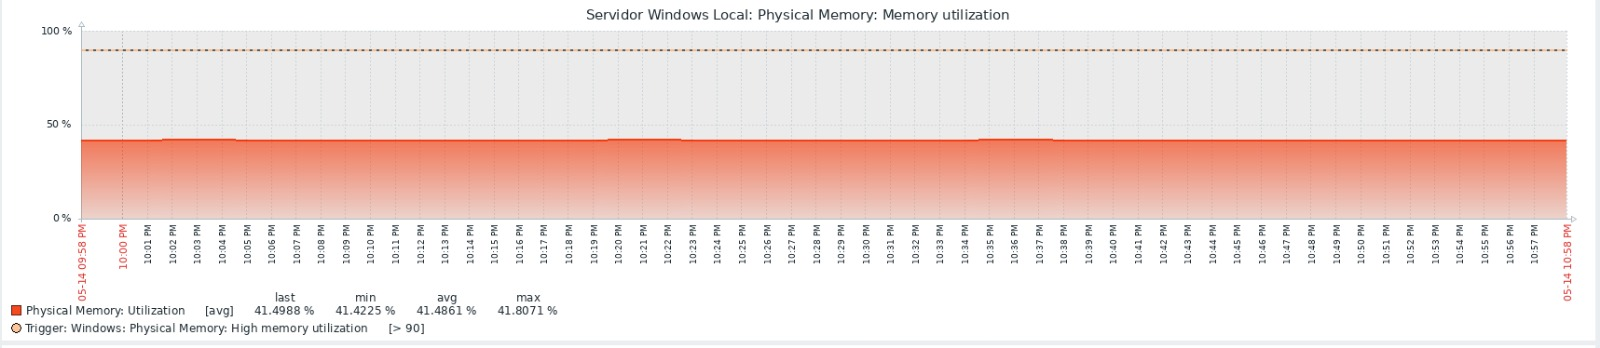 Servidor Windows Local: Physical Memory: Memory utilization
100 %
50 %
0 %
05-14 09:58 PM
10:00 PM
10:01 PM
10:02 PM
10:03 PM
10:04 PM
10:05 PM
10:06 PM
10:07 PM
10:08 PM
10:09 PM
10:10 PM
10:11 PM
10:12 PM
10:13 PM
10:14 PM
10:15 PM
10:16 PM
10:17 PM
10:18 PM
10:19 PM
10:20 PM
10:21 PM
10:22 PM
10:23 PM
10:24 PM
10:25 PM
10:26 PM
10:27 PM
10:28 PM
10:29 PM
10:30 PM
10:31 PM
10:32 PM
10:33 PM
10:34 PM
10:35 PM
10:36 PM
10:37 PM
10:38 PM
10:39 PM
10:40 PM
10:41 PM
10:42 PM
10:43 PM
10:44 PM
10:45 PM
10:46 PM
10:47 PM
10:48 PM
10:49 PM
10:50 PM
10:51 PM
10:52 PM
10:53 PM
10:54 PM
10:55 PM
10:56 PM
10:57 PM
05-14 10:58 PM
last min avg max
Physical Memory: Utilization [avg] 41.4988 % 41.4225 % 41.4861 % 41.8071 %
Trigger: Windows: Physical Memory: High memory utilization [> 90]